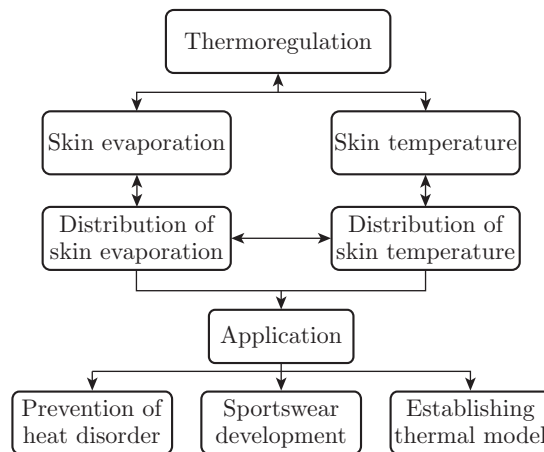 Thermoregulation
Skin evaporation
Skin temperature
Distribution of
skin evaporation
Distribution of
skin temperature
Application
Prevention of
heat disorder
Sportswear
development
Establishing
thermal model